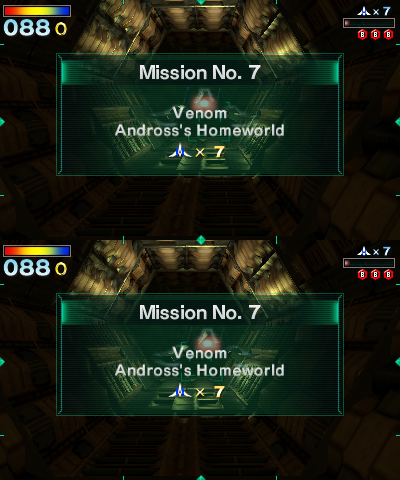 088 0
× 7
B B B
Mission No. 7
Venom
Andross's Homeworld
× 7
088 0
× 7
B B B
Mission No. 7
Venom
Andross's Homeworld
× 7